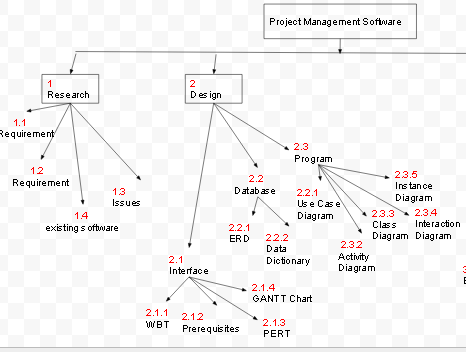 Project Management Software
1
Research
2
Design
1.1
Requirement
1.2
Requirement
1.3
Issues
1.4
existing software
2.3
Program
2.2
Database
2.2.1
Use Case
Diagram
2.3.5
Instance
Diagram
2.3.3
Class
Diagram
2.3.4
Interaction
Diagram
2.2.1
ERD
2.2.2
Data
Dictionary
2.3.2
Activity
Diagram
2.1
Interface
2.1.4
GANTT Chart
2.1.1
WBT
2.1.2
Prerequisites
2.1.3
PERT